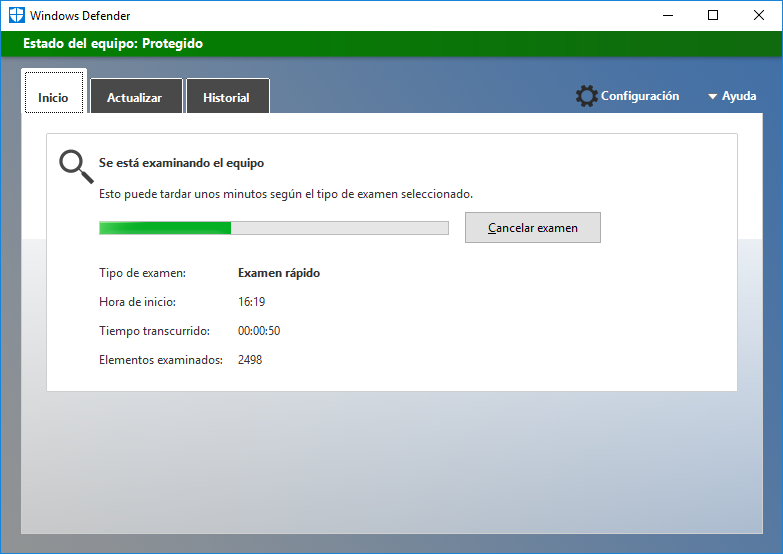 Windows Defender
Estado del equipo: Protegido
Inicio
Actualizar
Historial
Configuración
Ayuda
Se está examinando el equipo
Esto puede tardar unos minutos según el tipo de examen seleccionado.
Cancelar examen
Tipo de examen: Examen rápido
Hora de inicio: 16:19
Tiempo transcurrido: 00:00:50
Elementos examinados: 2498